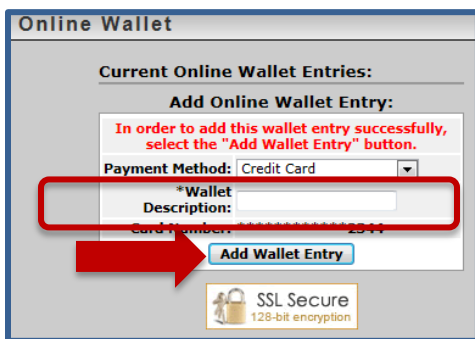 Online Wallet
Current Online Wallet Entries:
Add Online Wallet Entry:
In order to add this wallet entry successfully,
select the "Add Wallet Entry" button.
Payment Method: Credit Card
*Wallet
Description:
Card Number: ************2344
Add Wallet Entry
SSL Secure
128-bit encryption